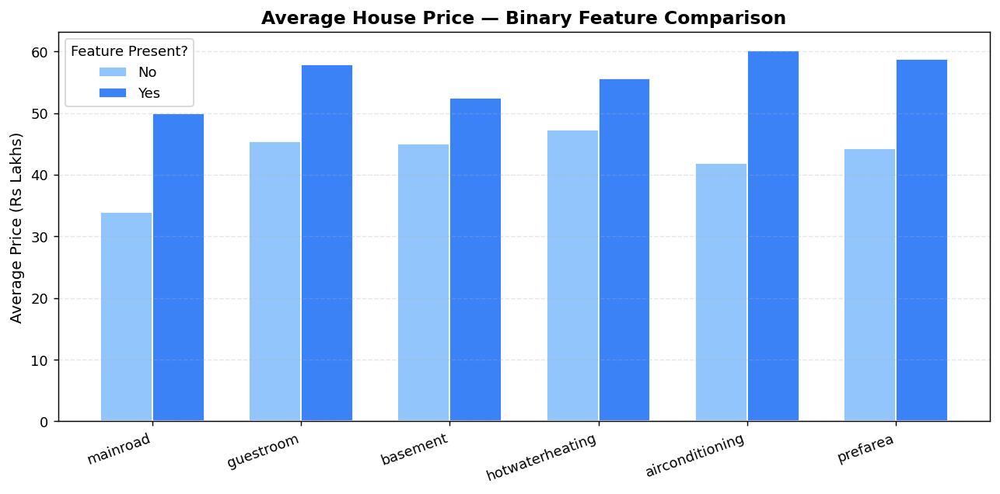 Average House Price — Binary Feature Comparison
Feature Present?
No
Yes
Average Price (Rs Lakhs)
60
50
40
30
20
10
0
mainroad
guestroom
basement
hotwaterheating
airconditioning
prefarea